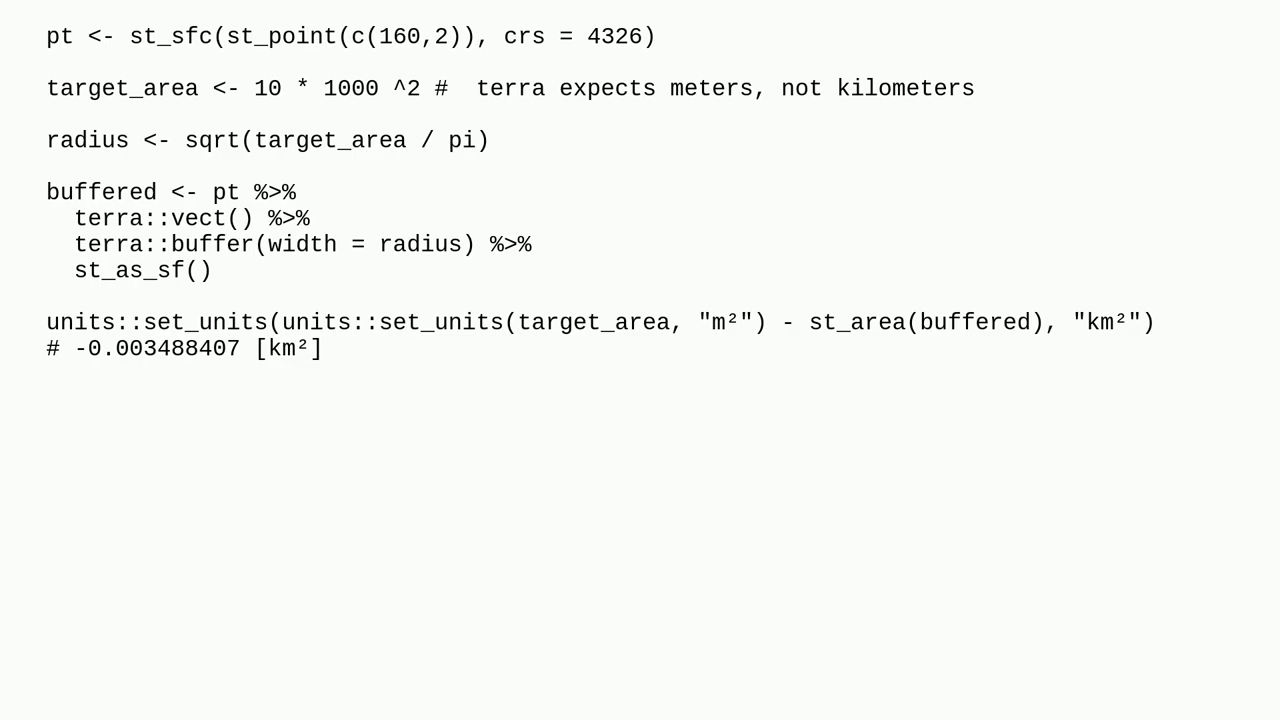 pt <- st_sfc(st_point(c(160,2)), crs = 4326)
target_area <- 10 * 1000 ^2 #  terra expects meters, not kilometers
radius <- sqrt(target_area / pi)
buffered <- pt %>%
  terra::vect() %>%
  terra::buffer(width = radius) %>%
  st_as_sf()
units::set_units(units::set_units(target_area, "m²") - st_area(buffered), "km²")
# -0.003488407 [km²]